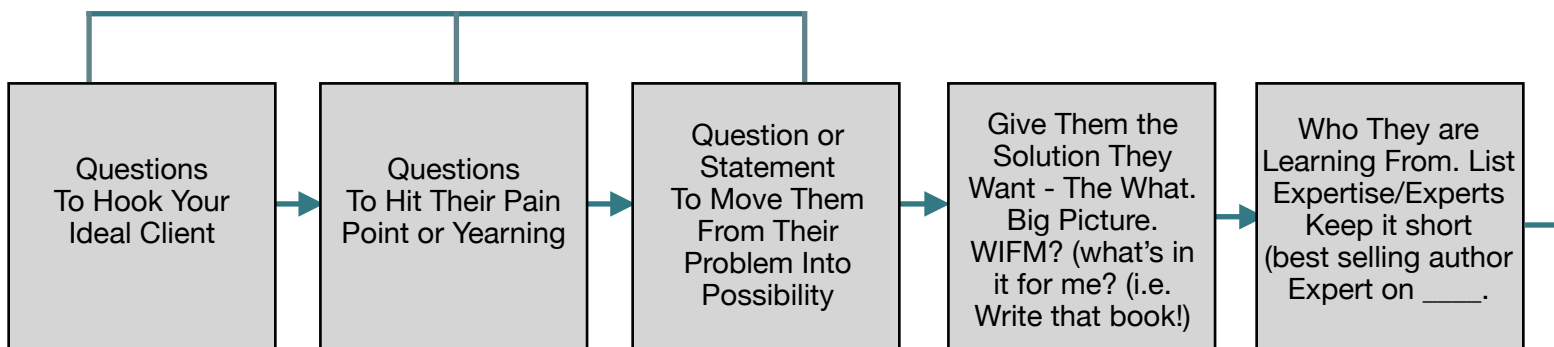 Questions
To Hook Your
Ideal Client
Questions
To Hit Their Pain
Point or Yearning
Question or
Statement
To Move Them
From Their
Problem Into
Possibility
Give Them the
Solution They
Want - The What.
Big Picture.
WIFM? (what’s in
it for me? (i.e.
Write that book!)
Who They are
Learning From. List
Expertise/Experts
Keep it short
(best selling author
Expert on ____.